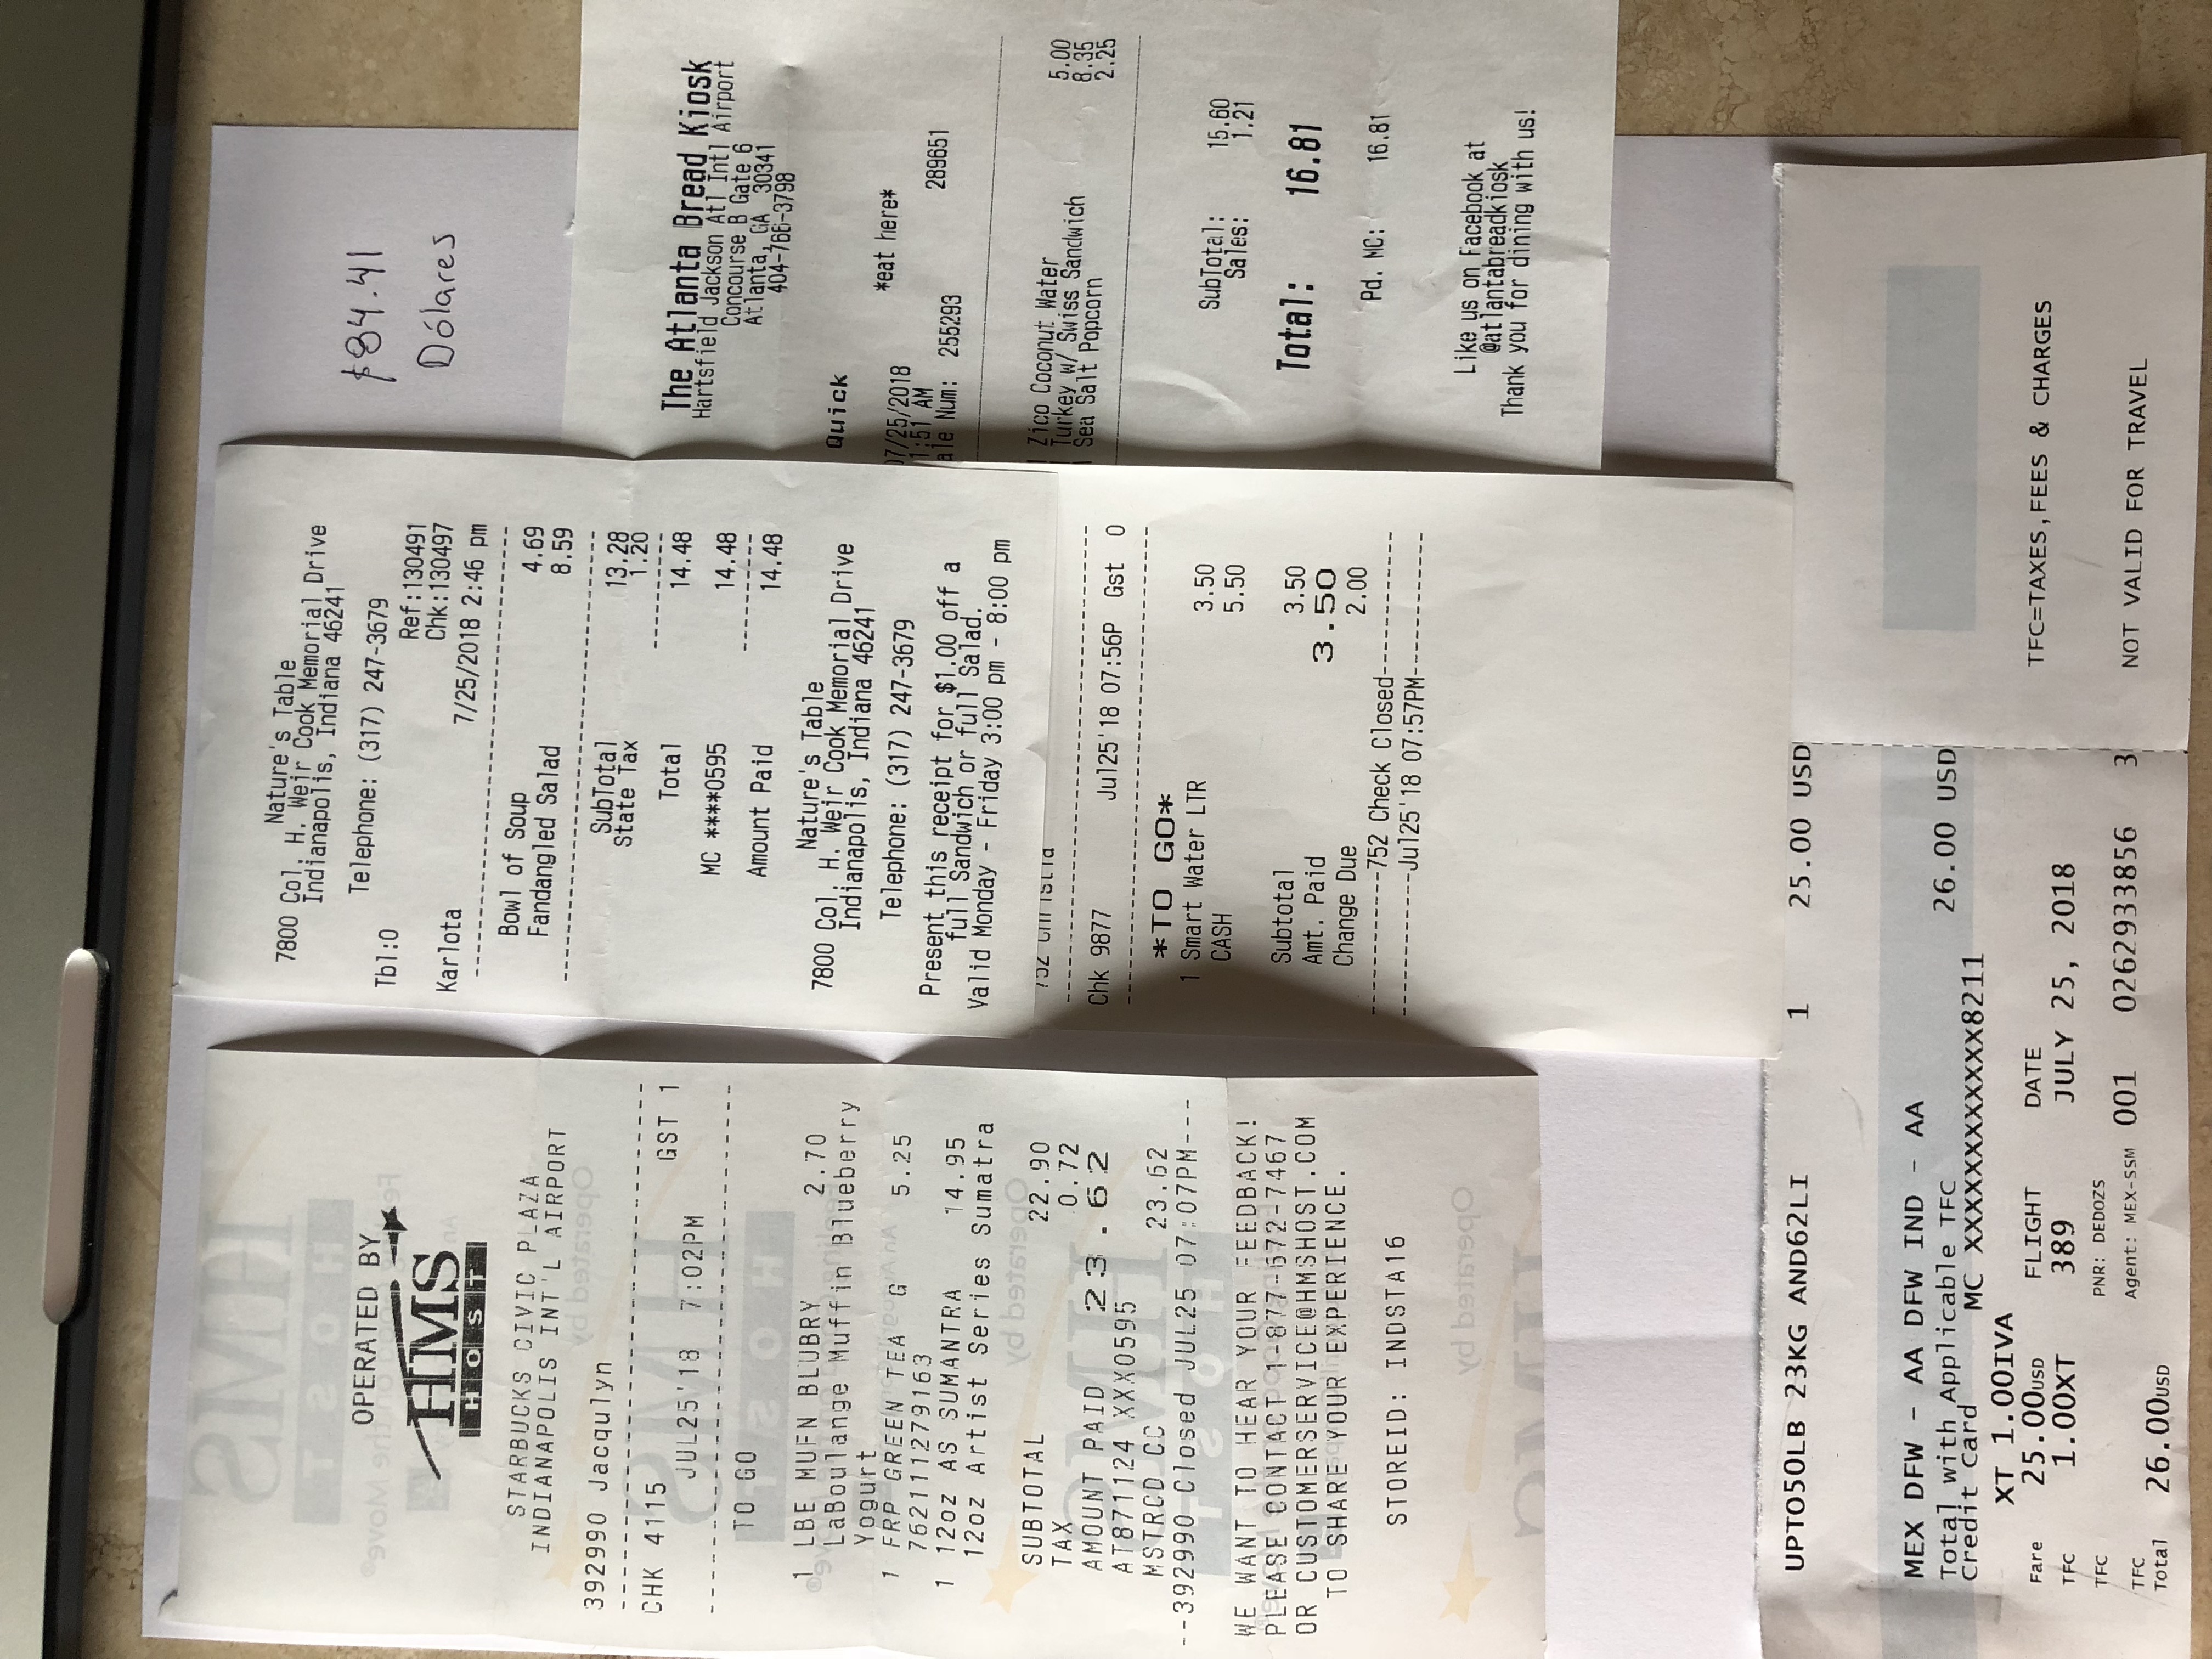 $84.41
Dólares
OPERATED BY
HMS
HOST
STARBUCKS CIVIC PLAZA
INDIANAPOLIS INT'L AIRPORT
392990 Jacqulyn
CHK 4115 GST 1
JUL25'18 7:02PM
TO GO
1 LBE MUFN BLUBRY 2.70
LaBoulange Muffin Blueberry
Yogurt
1 FRP GREEN TEA G 5.25
762111279163
1 12oz AS SUMANTRA 14.95
12oz Artist Series Sumatra
SUBTOTAL 22.90
TAX 0.72
AMOUNT PAID 23.62
AT871124 XXX0595
MSTRCD CC 23.62
--392990 Closed JUL25 07:07PM---
WE WANT TO HEAR YOUR FEEDBACK!
PLEASE CONTACT 1-877-672-7467
OR CUSTOMERSERVICE@HMSHOST.COM
TO SHARE YOUR EXPERIENCE.
STOREID: INDSTA16
Nature's Table
7800 Col. H. Weir Cook Memorial Drive
Indianapolis, Indiana 46241
Telephone: (317) 247-3679
Tbl:0 Ref:130491
Chk:130497
Karlota 7/25/2018 2:46 pm
Bowl of Soup 4.69
Fandangled Salad 8.59
SubTotal 13.28
State Tax 1.20
Total 14.48
MC ****0595 14.48
Amount Paid 14.48
Nature's Table
7800 Col. H. Weir Cook Memorial Drive
Indianapolis, Indiana 46241
Telephone: (317) 247-3679
Present this receipt for $1.00 off a
full Sandwich or full Salad.
Valid Monday - Friday 3:00 pm - 8:00 pm
Chk 9877 Jul25'18 07:56P Gst 0
*TO GO*
1 Smart Water LTR 3.50
CASH 5.50
Subtotal 3.50
Amt. Paid 3.50
Change Due 2.00
--------752 Check Closed--------
--------Jul25'18 07:57PM--------
The Atlanta Bread Kiosk
Hartsfield Jackson Atl Intl Airport
Concourse B Gate 6
Atlanta, GA 30341
404-766-3798
Quick
07/25/2018 *eat here*
1:51 AM
ale Num: 255293 289651
1 Zico Coconut Water 5.00
1 Turkey w/ Swiss Sandwich 8.35
1 Sea Salt Popcorn 2.25
SubTotal: 15.60
Sales: 1.21
Total: 16.81
Pd. MC: 16.81
Like us on Facebook at
@atlantabreadkiosk
Thank you for dining with us!
UPTO50LB 23KG AND62LI 1 25.00 USD
MEX DFW - AA DFW IND - AA
Total with Applicable TFC 26.00 USD
Credit Card MC XXXXXXXXXXXX8211
XT 1.00IVA
Fare 25.00USD FLIGHT DATE
TFC 1.00XT 389 JULY 25, 2018
TFC PNR: DEDOZS
TFC Agent: MEX-SSM 001 0262933856 3
Total 26.00USD
TFC=TAXES,FEES & CHARGES
NOT VALID FOR TRAVEL